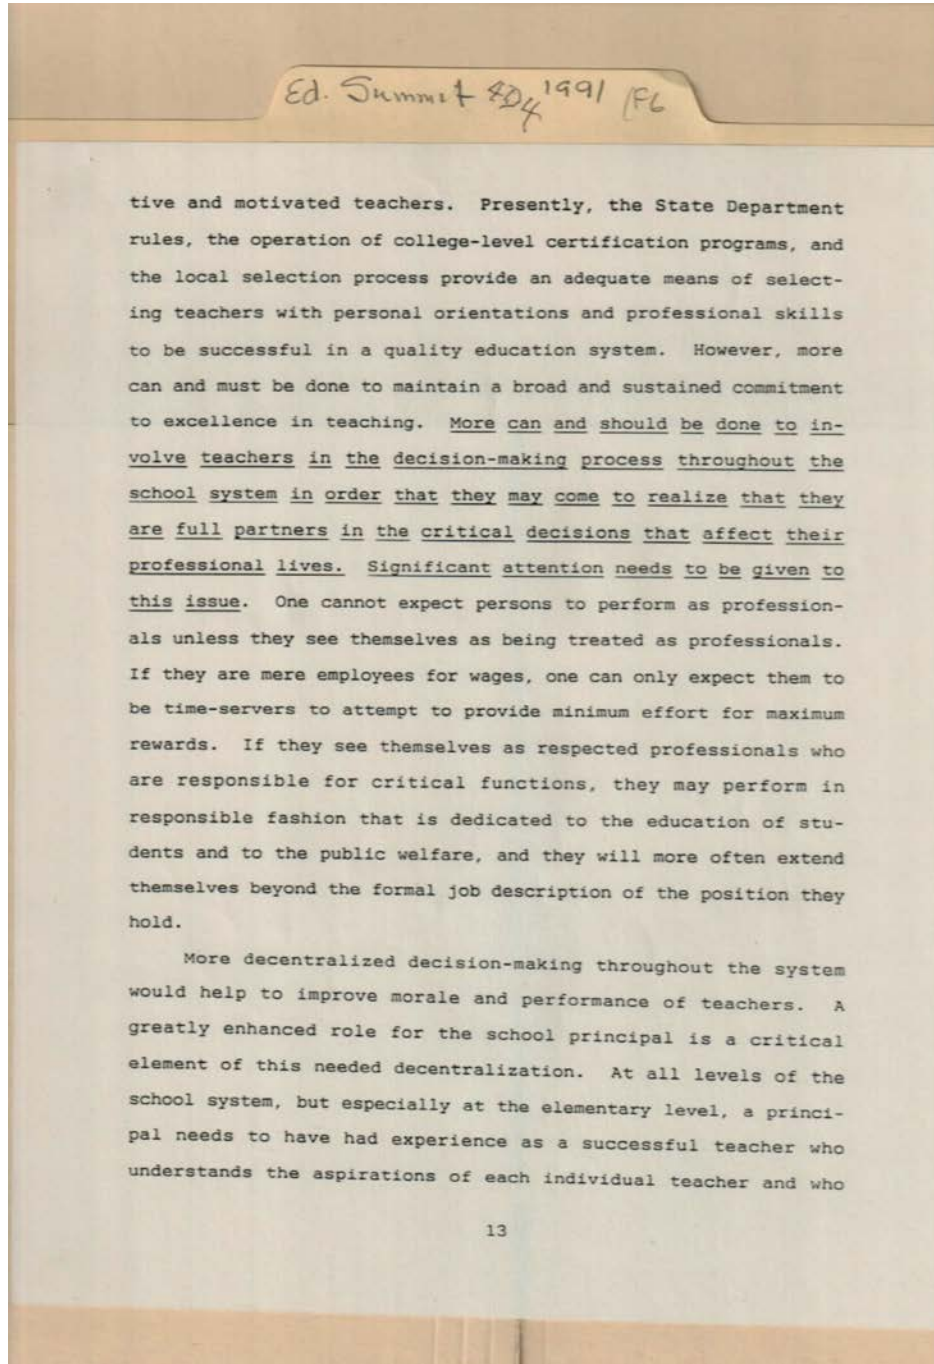 Ed. Summit 1991
tive and motivated teachers. Presently, the State Department
rules, the operation of college-level certification programs, and
the local selection process provide an adequate means of select-
ing teachers with personal orientations and professional skills
to be successful in a quality education system. However, more
can and must be done to maintain a broad and sustained commitment
to excellence in teaching. More can and should be done to in-
volve teachers in the decision-making process throughout the
school system in order that they may come to realize that they
are full partners in the critical decisions that affect their
professional lives. Significant attention needs to be given to
this issue. One cannot expect persons to perform as profession-
als unless they see themselves as being treated as professionals.
If they are mere employees for wages, one can only expect them to
be time-servers to attempt to provide minimum effort for maximum
rewards. If they see themselves as respected professionals who
are responsible for critical functions, they may perform in
responsible fashion that is dedicated to the education of stu-
dents and to the public welfare, and they will more often extend
themselves beyond the formal job description of the position they
hold.
More decentralized decision-making throughout the system
would help to improve morale and performance of teachers. A
greatly enhanced role for the school principal is a critical
element of this needed decentralization. At all levels of the
school system, but especially at the elementary level, a princi-
pal needs to have had experience as a successful teacher who
understands the aspirations of each individual teacher and who
13